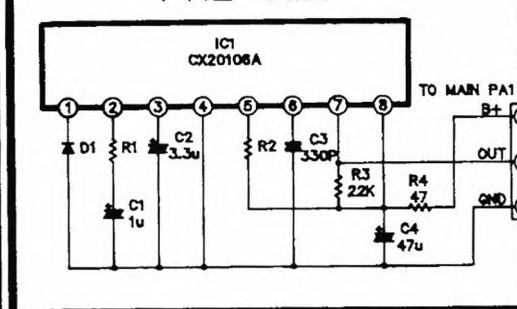 IC1
CX20106A
1 2 3 4 5 6 7 8
TO MAIN PA1
B+
D1
R1
C2
3.3u
R2
C3
330P
OUT
R3
22K
R4
47
GND
C1
1u
C4
47u